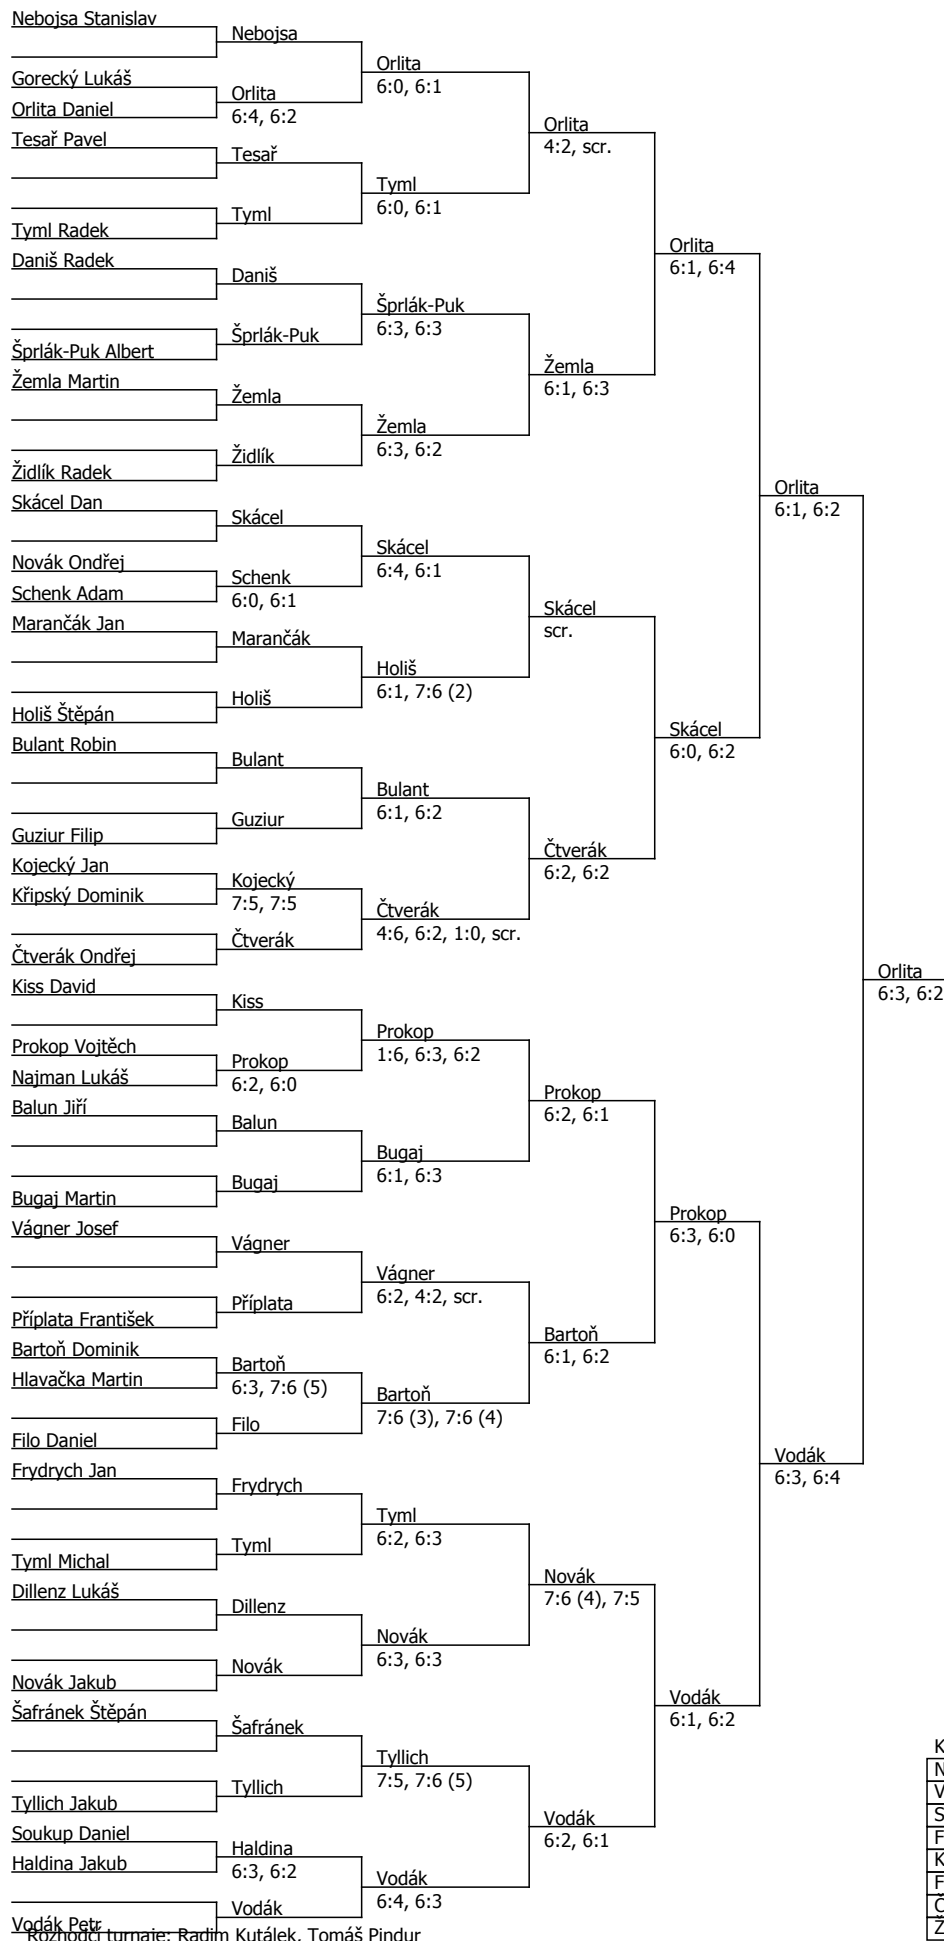 Nebojsa Stanislav
Nebojsa
Orlita
6:0, 6:1
Gorecký Lukáš
Orlita
6:4, 6:2
Orlita Daniel
Orlita
4:2, scr.
Tesař Pavel
Tesař
Tyml
6:0, 6:1
Tyml
Tyml Radek
Orlita
6:1, 6:4
Daniš Radek
Daniš
Šprlák-Puk
6:3, 6:3
Šprlák-Puk
Šprlák-Puk Albert
Žemla
6:1, 6:3
Žemla Martin
Žemla
Žemla
6:3, 6:2
Židlík
Židlík Radek
Orlita
6:1, 6:2
Skácel Dan
Skácel
Skácel
6:4, 6:1
Novák Ondřej
Schenk
6:0, 6:1
Schenk Adam
Skácel
scr.
Marančák Jan
Marančák
Holiš
6:1, 7:6 (2)
Holiš
Holiš Štěpán
Skácel
6:0, 6:2
Bulant Robin
Bulant
Bulant
6:1, 6:2
Guziur
Guziur Filip
Čtverák
6:2, 6:2
Kojecký Jan
Kojecký
7:5, 7:5
Křipský Dominik
Čtverák
4:6, 6:2, 1:0, scr.
Čtverák
Čtverák Ondřej
Orlita
6:3, 6:2
Kiss David
Kiss
Prokop
1:6, 6:3, 6:2
Prokop Vojtěch
Prokop
6:2, 6:0
Najman Lukáš
Prokop
6:2, 6:1
Balun Jiří
Balun
Bugaj
6:1, 6:3
Bugaj
Bugaj Martin
Prokop
6:3, 6:0
Vágner Josef
Vágner
Vágner
6:2, 4:2, scr.
Příplata
Příplata František
Bartoň
6:1, 6:2
Bartoň Dominik
Bartoň
6:3, 7:6 (5)
Hlavačka Martin
Bartoň
7:6 (3), 7:6 (4)
Filo
Filo Daniel
Vodák
6:3, 6:4
Frydrych Jan
Frydrych
Tyml
6:2, 6:3
Tyml
Tyml Michal
Novák
7:6 (4), 7:5
Dillenz Lukáš
Dillenz
Novák
6:3, 6:3
Novák
Novák Jakub
Vodák
6:1, 6:2
Šafránek Štěpán
Šafránek
Tyllich
7:5, 7:6 (5)
Tyllich
Tyllich Jakub
Vodák
6:2, 6:1
Soukup Daniel
Haldina
6:3, 6:2
Haldina Jakub
Vodák
6:4, 6:3
Vodák
Vodák Petr
Rozhodčí turnaje: Radim Kutálek, Tomáš Pindur
K
N
V
S
F
K
F
Č
Ž